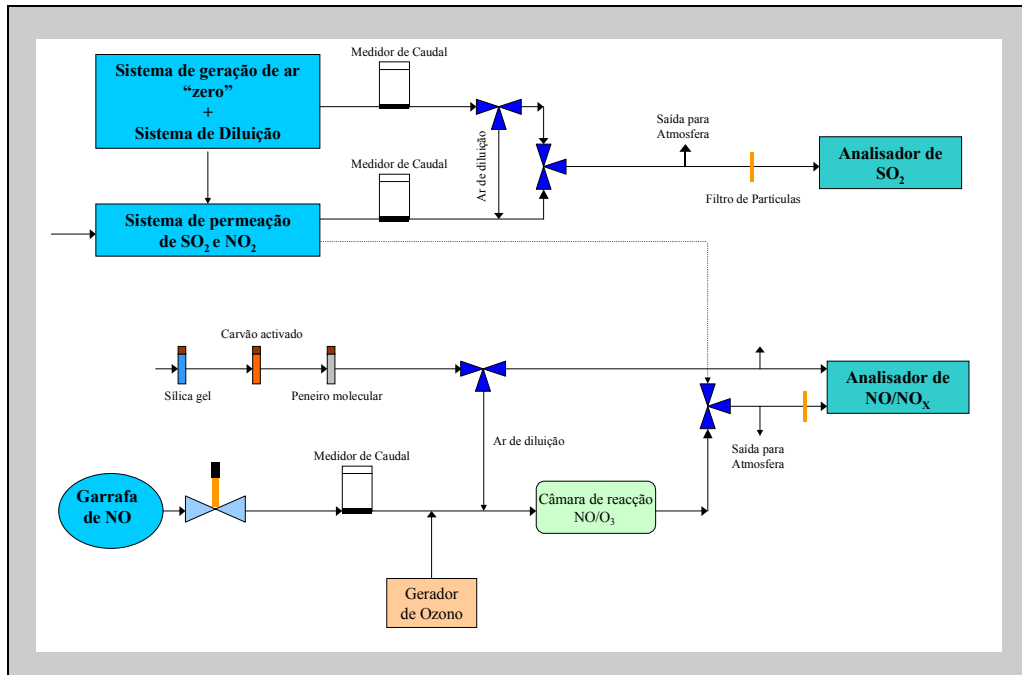 Medidor de Caudal
Sistema de geração de ar
“zero”
+
Sistema de Diluição
Ar de diluição
Saída para
Atmosfera
Analisador de
SO₂
Medidor de Caudal
Filtro de Partículas
Sistema de permeação
de SO₂ e NO₂
Carvão activado
Sílica gel
Peneiro molecular
Analisador de
NO/NOX
Ar de diluição
Saída para
Atmosfera
Medidor de Caudal
Garrafa
de NO
Câmara de reacção
NO/O₃
Gerador
de Ozono